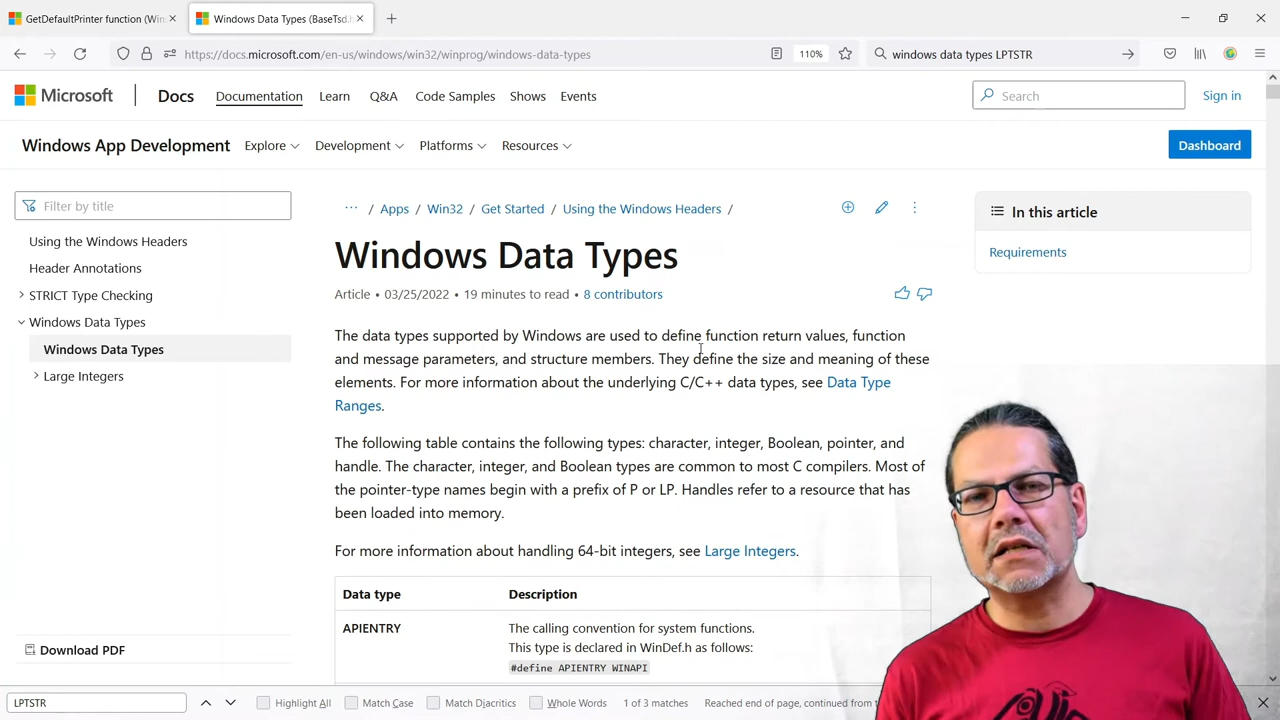 GetDefaultPrinter function (Win
Windows Data Types (BaseTsd.h
https://docs.microsoft.com/en-us/windows/win32/winprog/windows-data-types
110%
windows data types LPTSTR
Microsoft
Docs
Documentation
Learn
Q&A
Code Samples
Shows
Events
Search
Sign in
Windows App Development
Explore
Development
Platforms
Resources
Dashboard
Filter by title
Using the Windows Headers
Header Annotations
STRICT Type Checking
Windows Data Types
Windows Data Types
Large Integers
Download PDF
... / Apps / Win32 / Get Started / Using the Windows Headers /
Windows Data Types
Article • 03/25/2022 • 19 minutes to read • 8 contributors
The data types supported by Windows are used to define function return values, function
and message parameters, and structure members. They define the size and meaning of these
elements. For more information about the underlying C/C++ data types, see Data Type
Ranges.
The following table contains the following types: character, integer, Boolean, pointer, and
handle. The character, integer, and Boolean types are common to most C compilers. Most of
the pointer-type names begin with a prefix of P or LP. Handles refer to a resource that has
been loaded into memory.
For more information about handling 64-bit integers, see Large Integers.
Data type
Description
APIENTRY
The calling convention for system functions.
This type is declared in WinDef.h as follows:
#define APIENTRY WINAPI
In this article
Requirements
LPTSTR
Highlight All
Match Case
Match Diacritics
Whole Words
1 of 3 matches
Reached end of page, continued from t